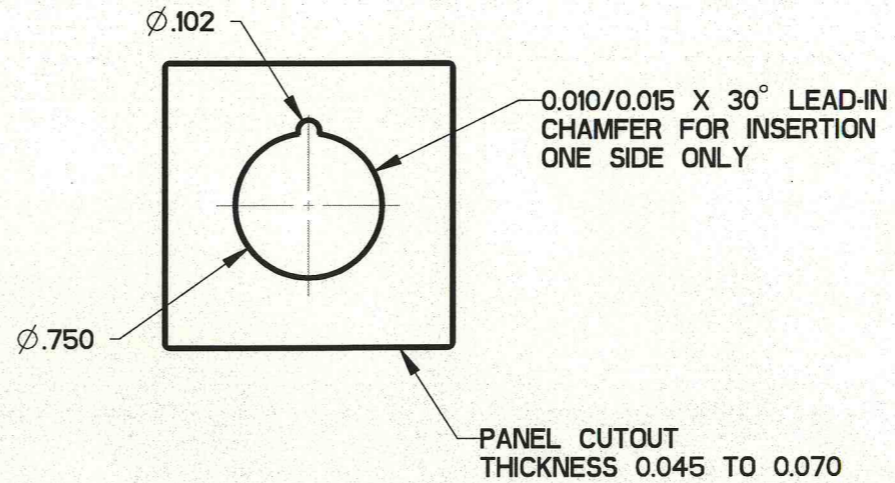 ∅.102
0.010/0.015 X 30° LEAD-IN
CHAMFER FOR INSERTION
ONE SIDE ONLY
∅.750
PANEL CUTOUT
THICKNESS 0.045 TO 0.070